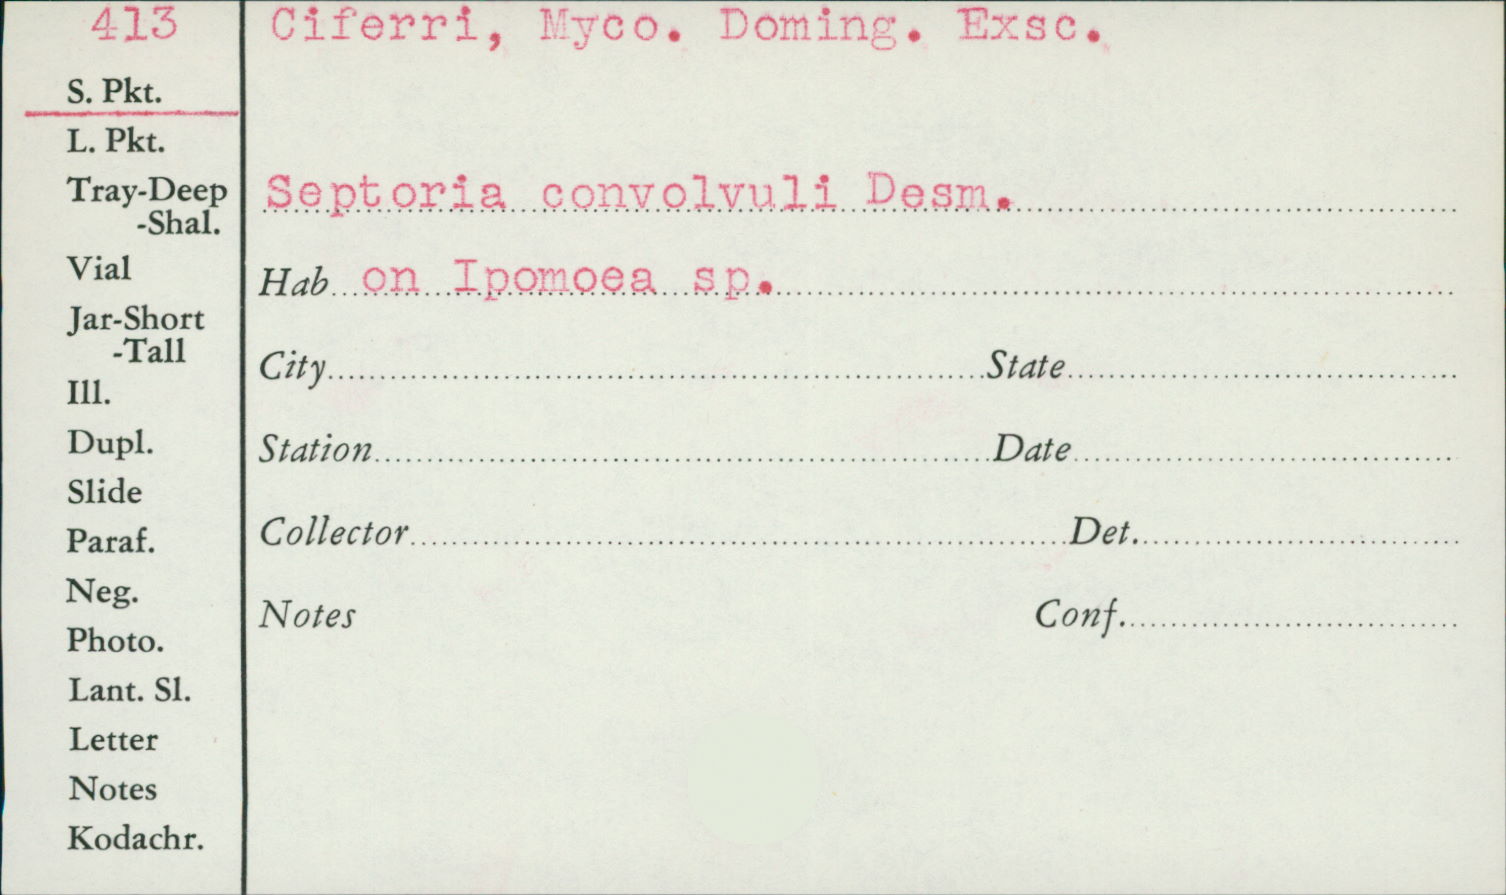 413 Ciferri, Myco. Doming. Exsc.
S. Pkt.
L. Pkt.
Tray-Deep
-Shal.
Vial
Jar-Short
-Tall
Ill.
Dupl.
Slide
Paraf.
Neg.
Photo.
Lant. Sl.
Letter
Notes
Kodachr.
Septoria convolvuli Desm.
Hab on Ipomoea sp.
City State
Station Date
Collector Det.
Notes Conf.